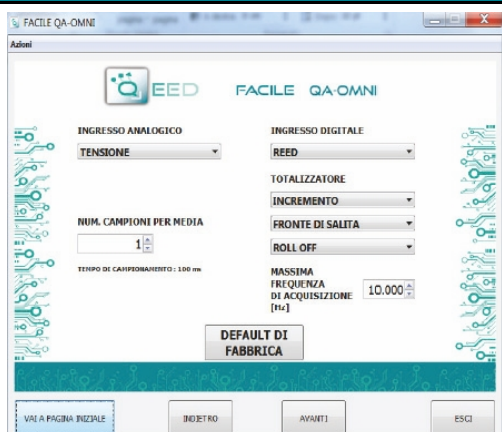 FACILE QA-OMNI
Azioni
QEED FACILE QA-OMNI
INGRESSO ANALOGICO
TENSIONE
NUM. CAMPIONI PER MEDIA
1
TEMPO DI CAMPIONAMENTO : 100 ms
INGRESSO DIGITALE
REED
TOTALIZZATORE
INCREMENTO
FRONTE DI SALITA
ROLL OFF
MASSIMA
FREQUENZA
DI ACQUISIZIONE
[Hz]
10.000
DEFAULT DI
FABBRICA
VAI A PAGINA INIZIALE
INDIETRO
AVANTI
ESCI